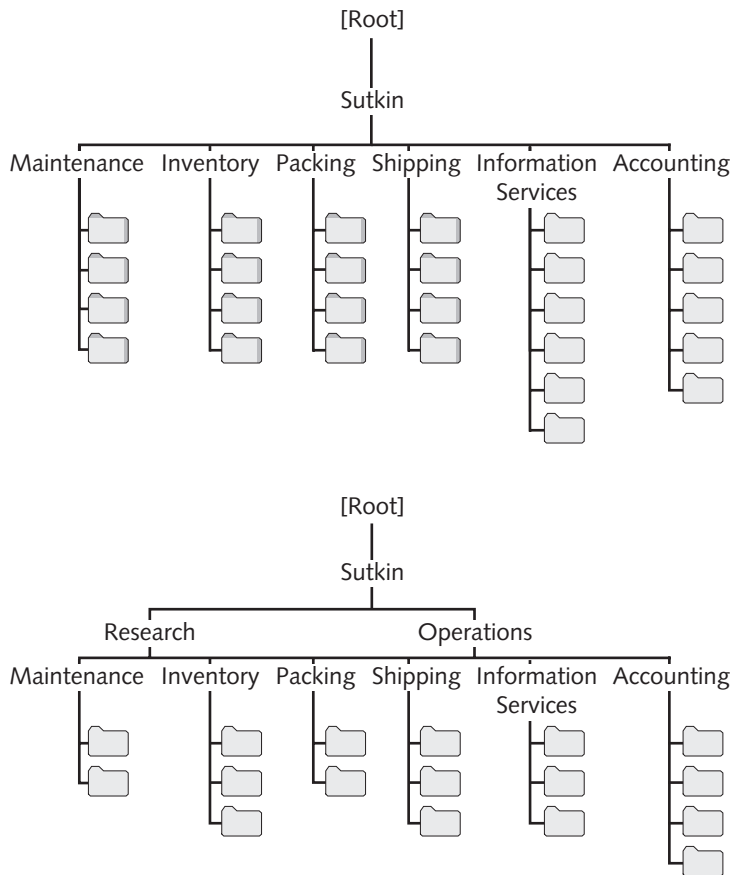 [Root]
Sutkin
Maintenance Inventory Packing Shipping Information Accounting
Services
[Root]
Sutkin
Research Operations
Maintenance Inventory Packing Shipping Information Accounting
Services